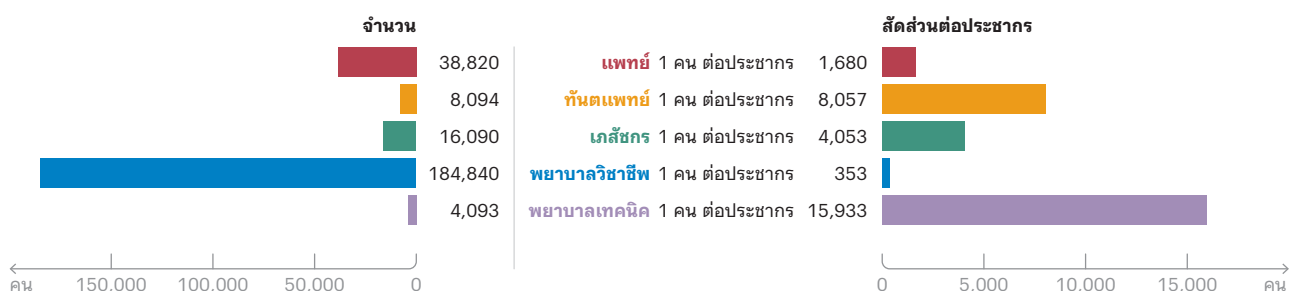 จำนวน สัดส่วนต่อประชากร
38,820 แพทย์ 1 คน ต่อประชากร 1,680
8,094 ทันตแพทย์ 1 คน ต่อประชากร 8,057
16,090 เภสัชกร 1 คน ต่อประชากร 4,053
184,840 พยาบาลวิชาชีพ 1 คน ต่อประชากร 353
4,093 พยาบาลเทคนิค 1 คน ต่อประชากร 15,933
คน 150,000 100,000 50,000 0 0 5,000 10,000 15,000 คน